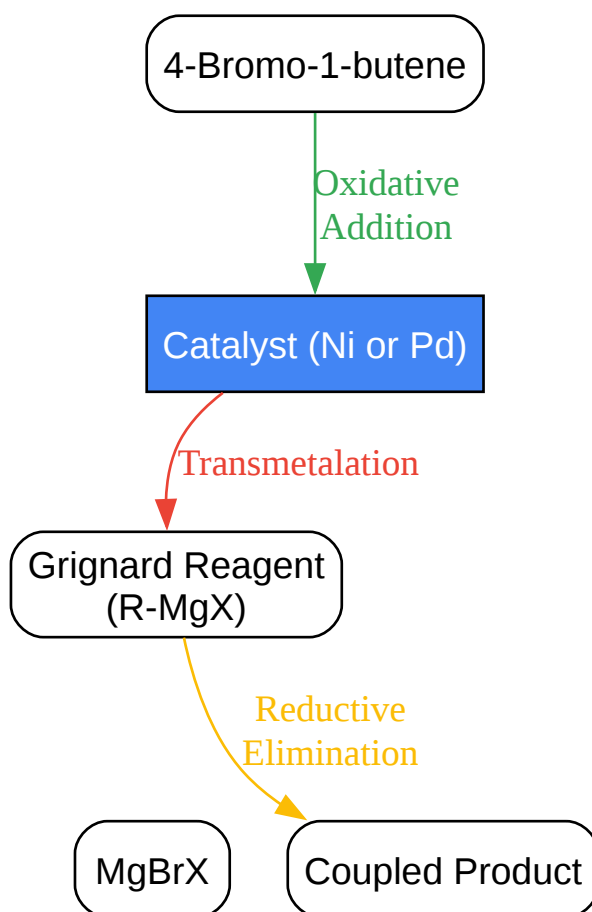 4-Bromo-1-butene
Oxidative
Addition
Catalyst (Ni or Pd)
Transmetalation
Grignard Reagent
(R-MgX)
Reductive
Elimination
MgBrX
Coupled Product